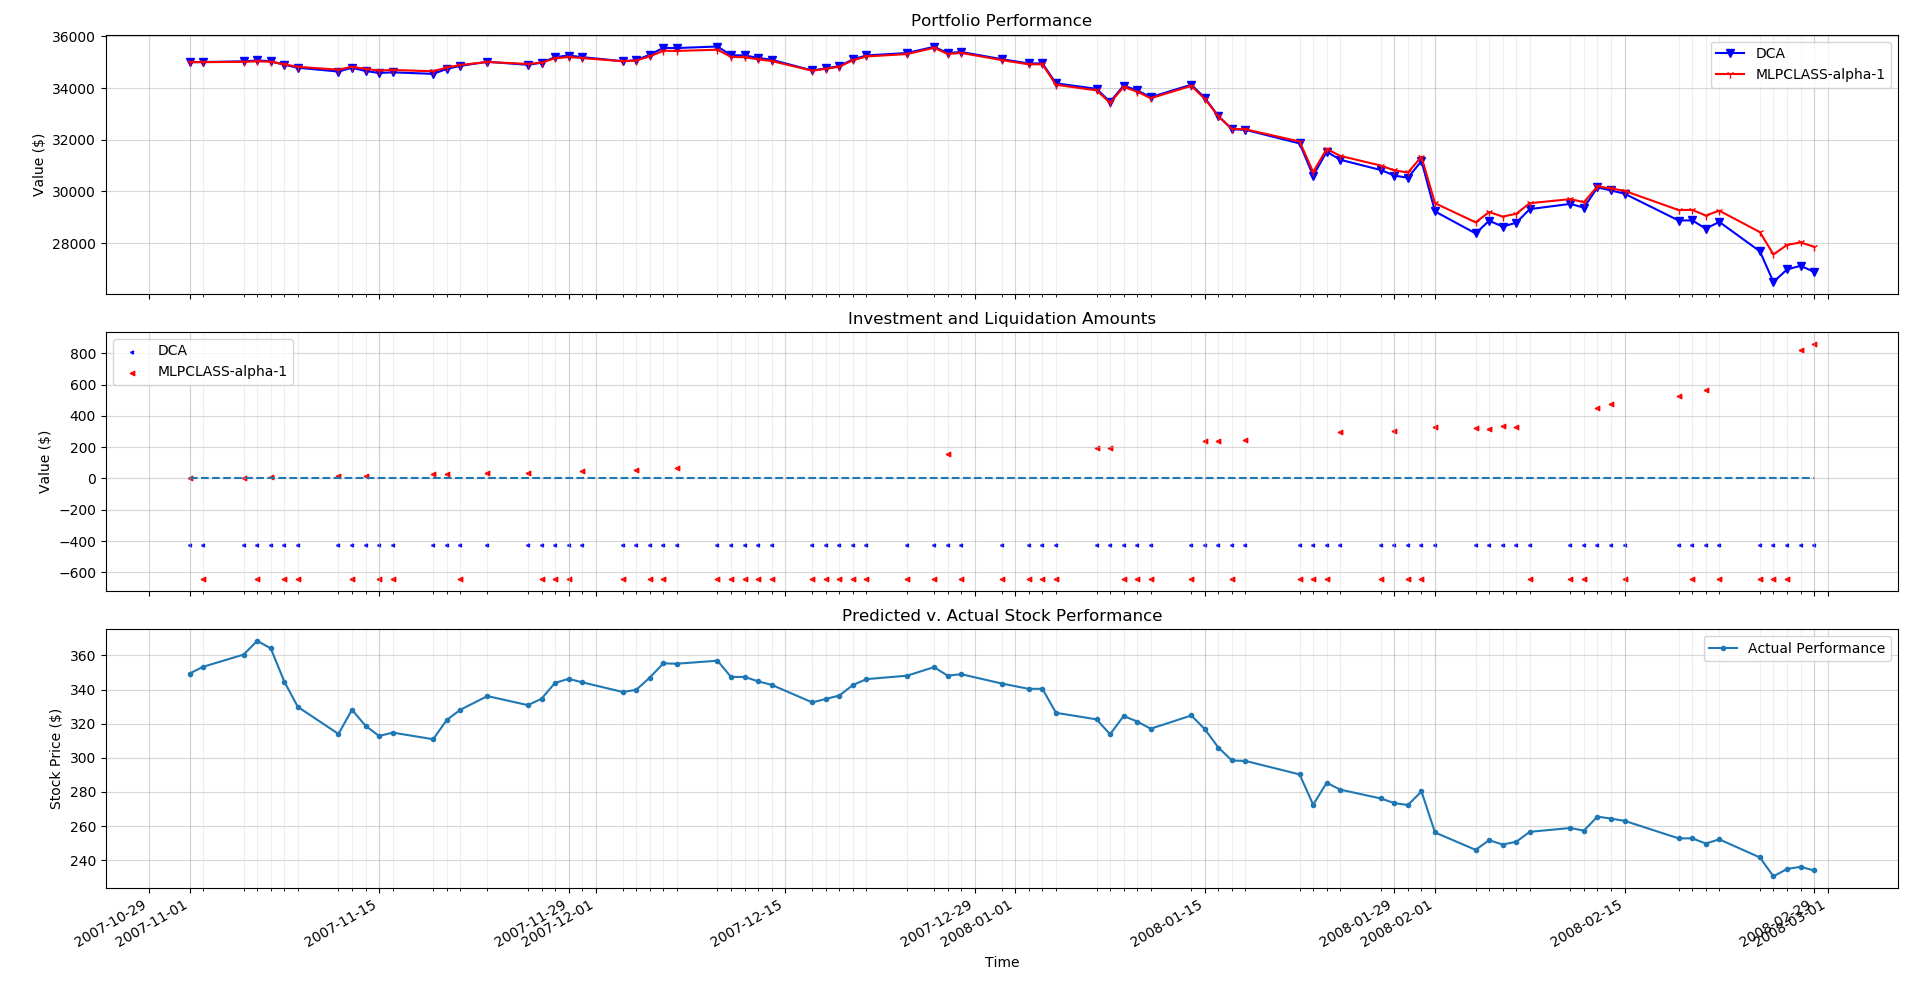 Portfolio Performance
36000
34000
32000
30000
28000
Value ($)
DCA
MLPCLASS-alpha-1
Investment and Liquidation Amounts
800
600
400
200
0
−200
−400
−600
Value ($)
DCA
MLPCLASS-alpha-1
Predicted v. Actual Stock Performance
360
340
320
300
280
260
240
Stock Price ($)
Actual Performance
2007-10-29
2007-11-01
2007-11-15
2007-11-29
2007-12-01
2007-12-15
2007-12-29
2008-01-01
2008-01-15
2008-01-29
2008-02-01
2008-02-15
2008-02-29
2008-03-01
Time